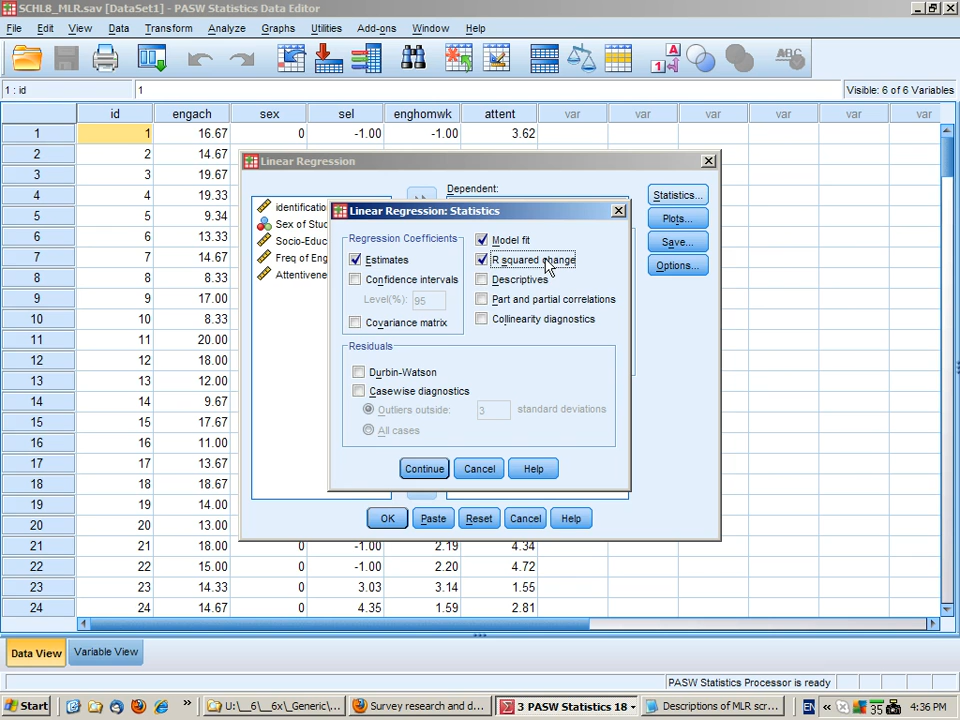 SCHL8_MLR.sav [DataSet1] - PASW Statistics Data Editor
File Edit View Data Transform Analyze Graphs Utilities Add-ons Window Help
1 : id 1 Visible: 6 of 6 Variables
id engach sex sel enghomwk attent var var var var var var
1 1 16.67 0 -1.00 -1.00 3.62
2 2 14.67
3 3 19.67
4 4 19.33
5 5 9.34
6 6 13.33
7 7 14.67
8 8 8.33
9 9 17.00
10 10 8.33
11 11 20.00
12 12 18.00
13 13 12.00
14 14 9.67
15 15 17.67
16 16 11.00
17 17 13.67
18 18 18.67
19 19 14.00
20 20 13.00
21 21 18.00 0 -1.00 2.19 4.34
22 22 15.00 0 -1.00 2.20 4.72
23 23 14.33 0 3.03 3.14 1.55
24 24 14.67 0 4.35 1.59 2.81
Linear Regression
Dependent:
identificatio
Sex of Stu
Socio-Educ
Freq of Eng
Attentivene
Statistics...
Plots...
Save...
Options...
Linear Regression: Statistics
Regression Coefficients
Estimates
Confidence intervals
Level(%): 95
Covariance matrix
Model fit
R squared change
Descriptives
Part and partial correlations
Collinearity diagnostics
Residuals
Durbin-Watson
Casewise diagnostics
Outliers outside: 3 standard deviations
All cases
Continue Cancel Help
OK Paste Reset Cancel Help
Data View Variable View
PASW Statistics Processor is ready
Start U:\__6\__6x\_Generic\... Survey research and d... 3 PASW Statistics 18 Descriptions of MLR scr... EN 35 4:36 PM